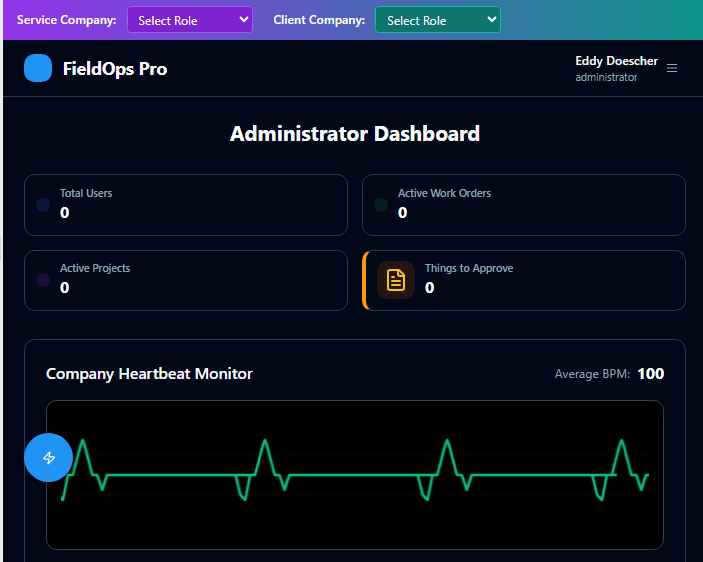 Service Company: Select Role Client Company: Select Role
FieldOps Pro
Eddy Doescher
administrator
Administrator Dashboard
Total Users
0
Active Work Orders
0
Active Projects
0
Things to Approve
0
Company Heartbeat Monitor
Average BPM: 100